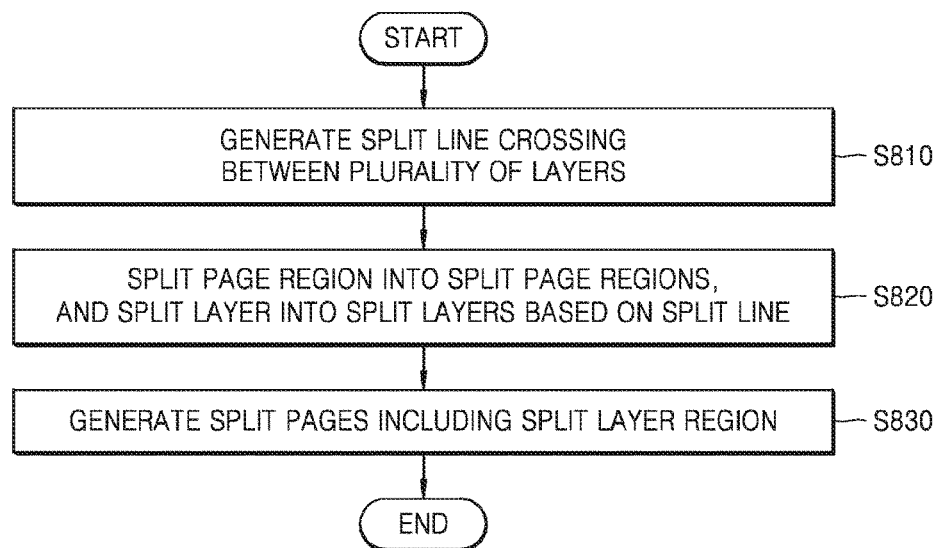 START
GENERATE SPLIT LINE CROSSING
BETWEEN PLURALITY OF LAYERS
S810
SPLIT PAGE REGION INTO SPLIT PAGE REGIONS,
AND SPLIT LAYER INTO SPLIT LAYERS BASED ON SPLIT LINE
S820
GENERATE SPLIT PAGES INCLUDING SPLIT LAYER REGION
S830
END